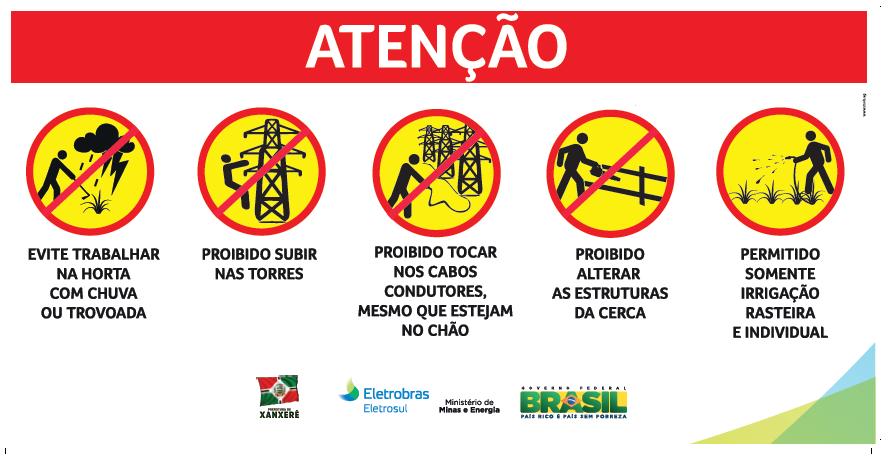 ATENÇÃO
EVITE TRABALHAR
NA HORTA
COM CHUVA
OU TROVOADA
PROIBIDO SUBIR
NAS TORRES
PROIBIDO TOCAR
NOS CABOS
CONDUTORES,
MESMO QUE ESTEJAM
NO CHÃO
PROIBIDO
ALTERAR
AS ESTRUTURAS
DA CERCA
PERMITIDO
SOMENTE
IRRIGAÇÃO
RASTEIRA
E INDIVIDUAL
PREFEITURA DE
XANXERÊ
Eletrobras
Eletrosul
Ministério de
Minas e Energia
GOVERNO FEDERAL
BRASIL
PAÍS RICO É PAÍS SEM POBREZA